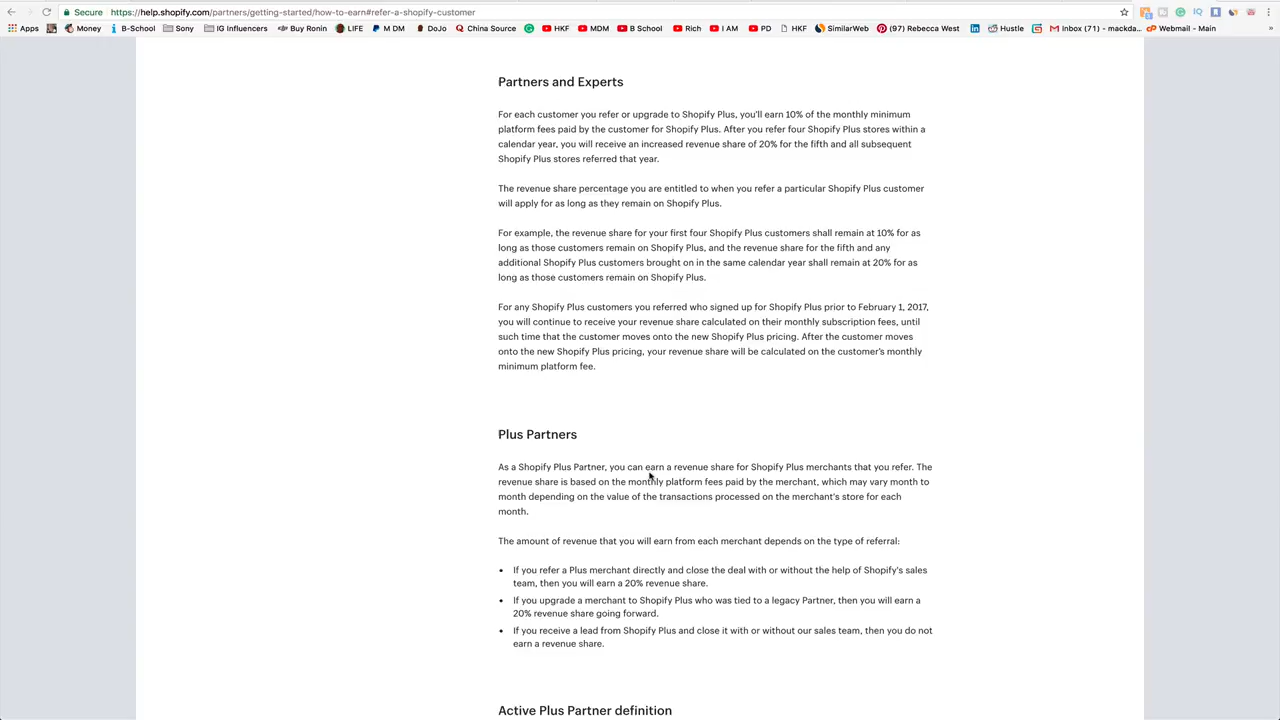 Secure https://help.shopify.com/partners/getting-started/how-to-earn#refer-a-shopify-customer
Apps Money B-School Sony IG Influencers Buy Ronin LIFE M DM DoJo China Source HKF MDM B School Rich I AM PD HKF SimilarWeb (97) Rebecca West Hustle Inbox (71) - mackda... Webmail - Main »
Partners and Experts
For each customer you refer or upgrade to Shopify Plus, you'll earn 10% of the monthly minimum
platform fees paid by the customer for Shopify Plus. After you refer four Shopify Plus stores within a
calendar year, you will receive an increased revenue share of 20% for the fifth and all subsequent
Shopify Plus stores referred that year.
The revenue share percentage you are entitled to when you refer a particular Shopify Plus customer
will apply for as long as they remain on Shopify Plus.
For example, the revenue share for your first four Shopify Plus customers shall remain at 10% for as
long as those customers remain on Shopify Plus, and the revenue share for the fifth and any
additional Shopify Plus customers brought on in the same calendar year shall remain at 20% for as
long as those customers remain on Shopify Plus.
For any Shopify Plus customers you referred who signed up for Shopify Plus prior to February 1, 2017,
you will continue to receive your revenue share calculated on their monthly subscription fees, until
such time that the customer moves onto the new Shopify Plus pricing. After the customer moves
onto the new Shopify Plus pricing, your revenue share will be calculated on the customer's monthly
minimum platform fee.
Plus Partners
As a Shopify Plus Partner, you can earn a revenue share for Shopify Plus merchants that you refer. The
revenue share is based on the monthly platform fees paid by the merchant, which may vary month to
month depending on the value of the transactions processed on the merchant's store for each
month.
The amount of revenue that you will earn from each merchant depends on the type of referral:
• If you refer a Plus merchant directly and close the deal with or without the help of Shopify's sales
team, then you will earn a 20% revenue share.
• If you upgrade a merchant to Shopify Plus who was tied to a legacy Partner, then you will earn a
20% revenue share going forward.
• If you receive a lead from Shopify Plus and close it with or without our sales team, then you do not
earn a revenue share.
Active Plus Partner definition